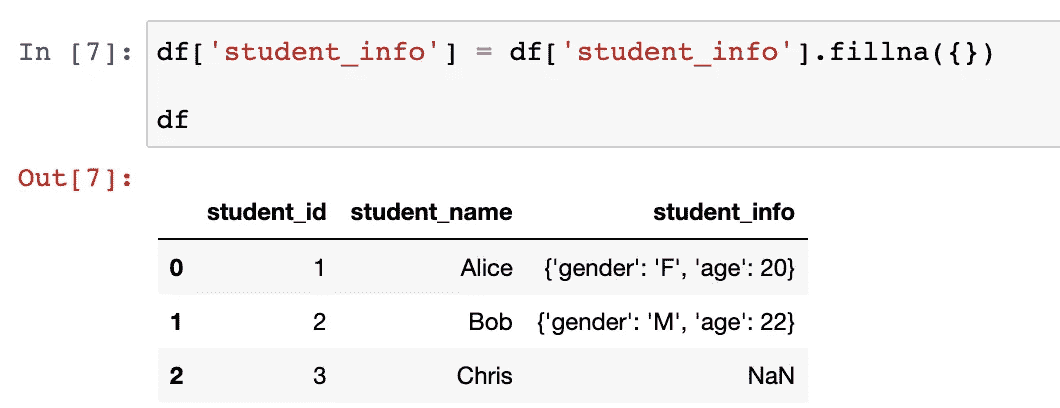 In [7]: df['student_info'] = df['student_info'].fillna({})
df
Out[7]:
student_id student_name student_info
0 1 Alice {'gender': 'F', 'age': 20}
1 2 Bob {'gender': 'M', 'age': 22}
2 3 Chris NaN